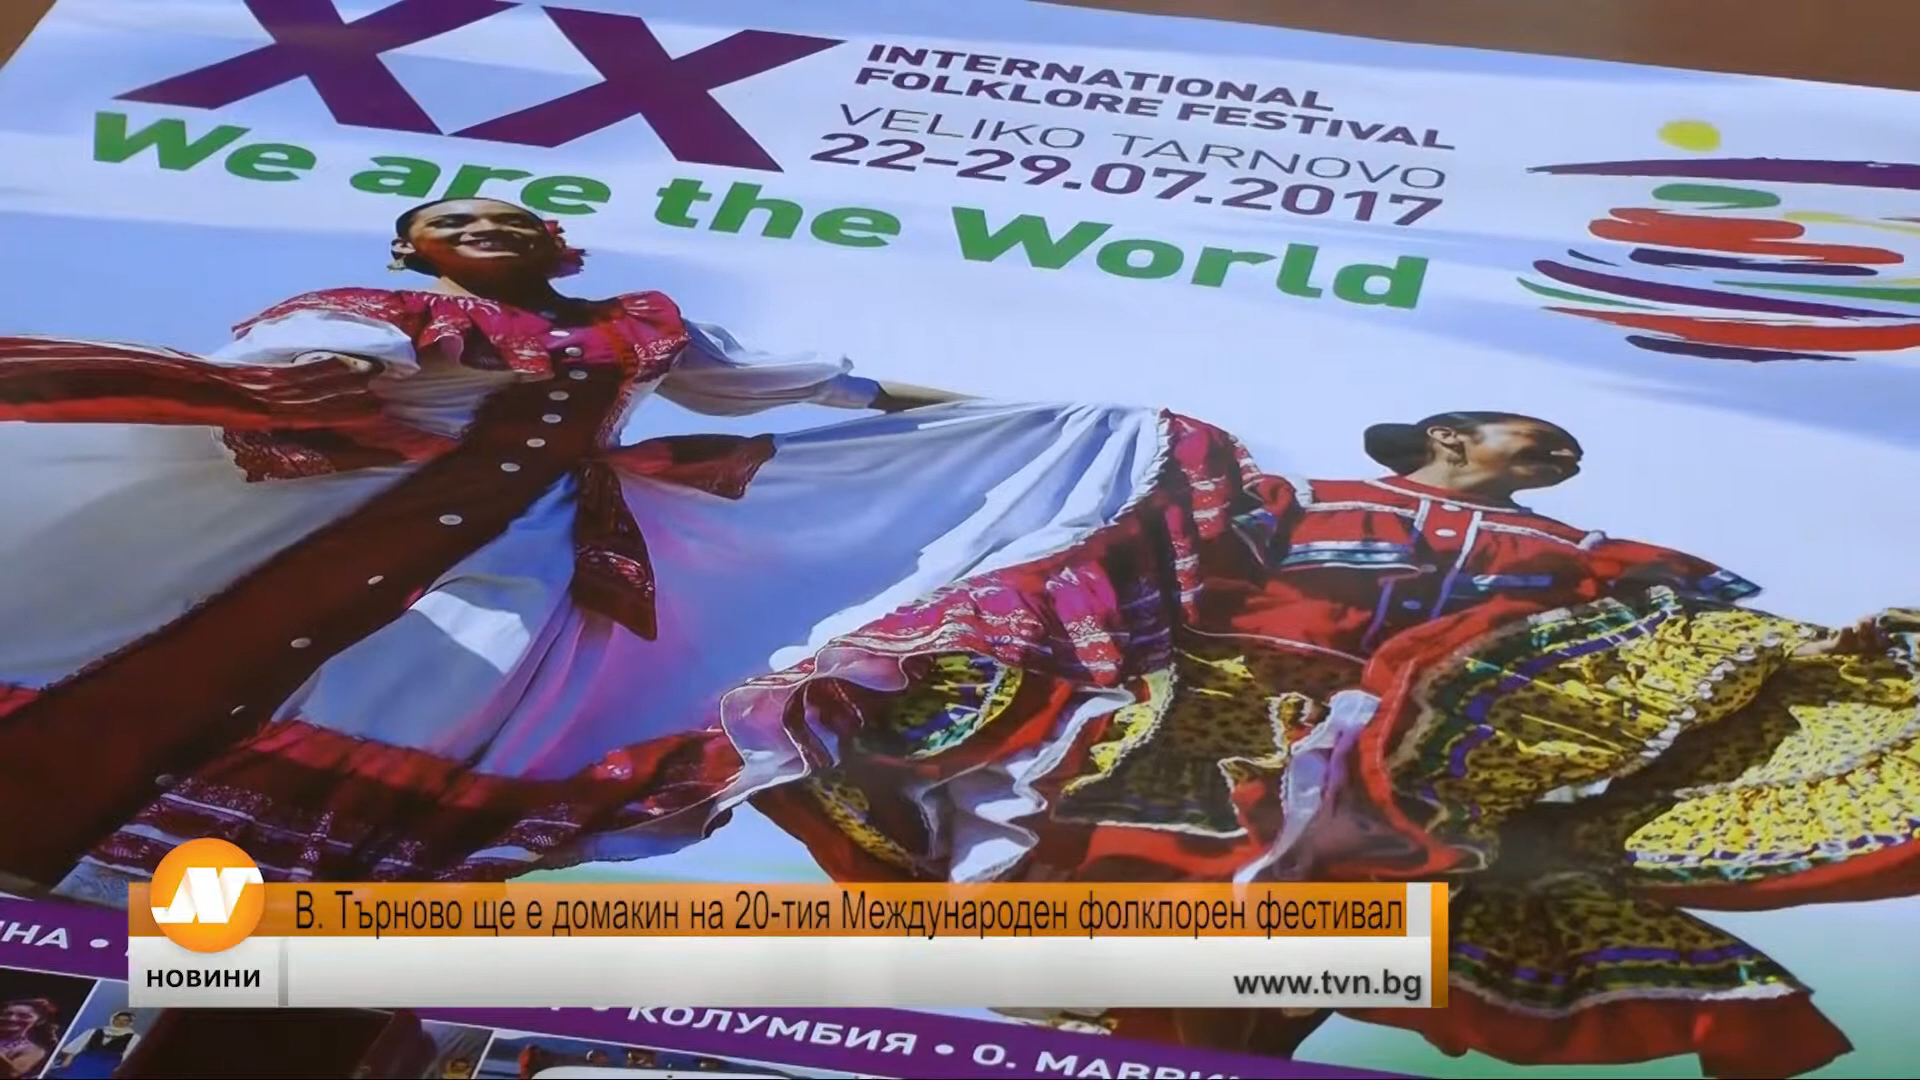 XX
INTERNATIONAL
FOLKLORE FESTIVAL
VELIKO TARNOVO
22-29.07.2017
We are the World
В. Търново ще е домакин на 20-тия Международен фолклорен фестивал
НОВИНИ
www.tvn.bg
КОЛУМБИЯ • О.